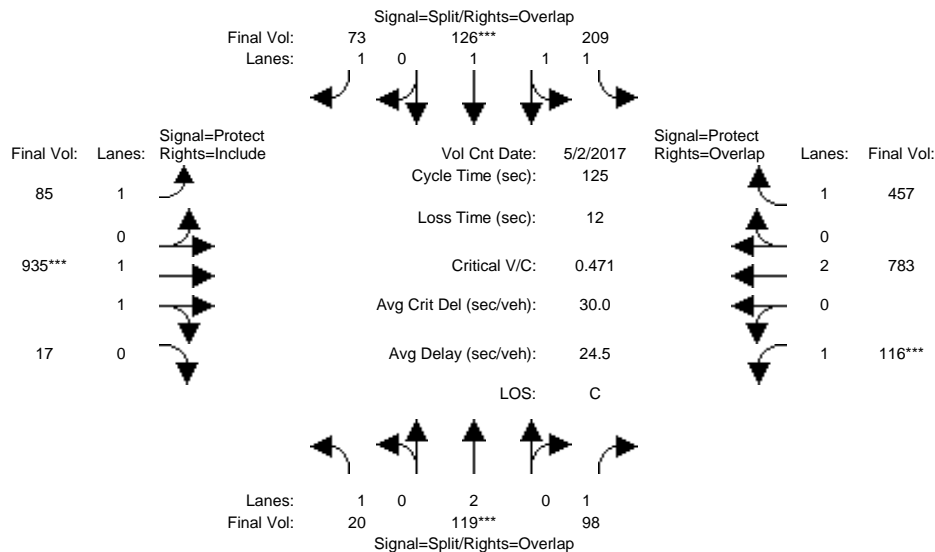 Signal=Split/Rights=Overlap
Final Vol: 73 126*** 209
Lanes: 1 0 1 1 1
Signal=Protect
Final Vol: Lanes: Rights=Include
Vol Cnt Date: 5/2/2017
Signal=Protect
Rights=Overlap Lanes: Final Vol:
Cycle Time (sec): 125
85 1
1 457
Loss Time (sec): 12
0
0
935*** 1
Critical V/C: 0.471
2 783
1
Avg Crit Del (sec/veh): 30.0
0
17 0
Avg Delay (sec/veh): 24.5
1 116***
LOS: C
Lanes: 1 0 2 0 1
Final Vol: 20 119*** 98
Signal=Split/Rights=Overlap